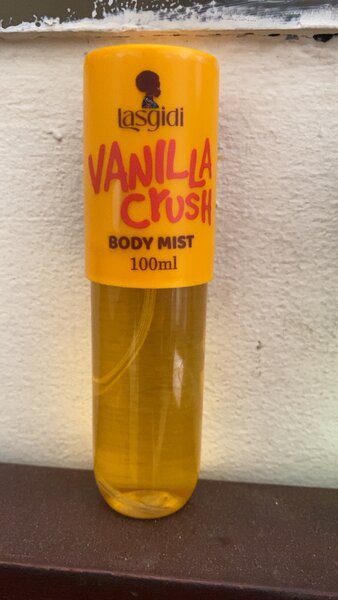 Lasgidi
VANILLA
Crush
BODY MIST
100ml